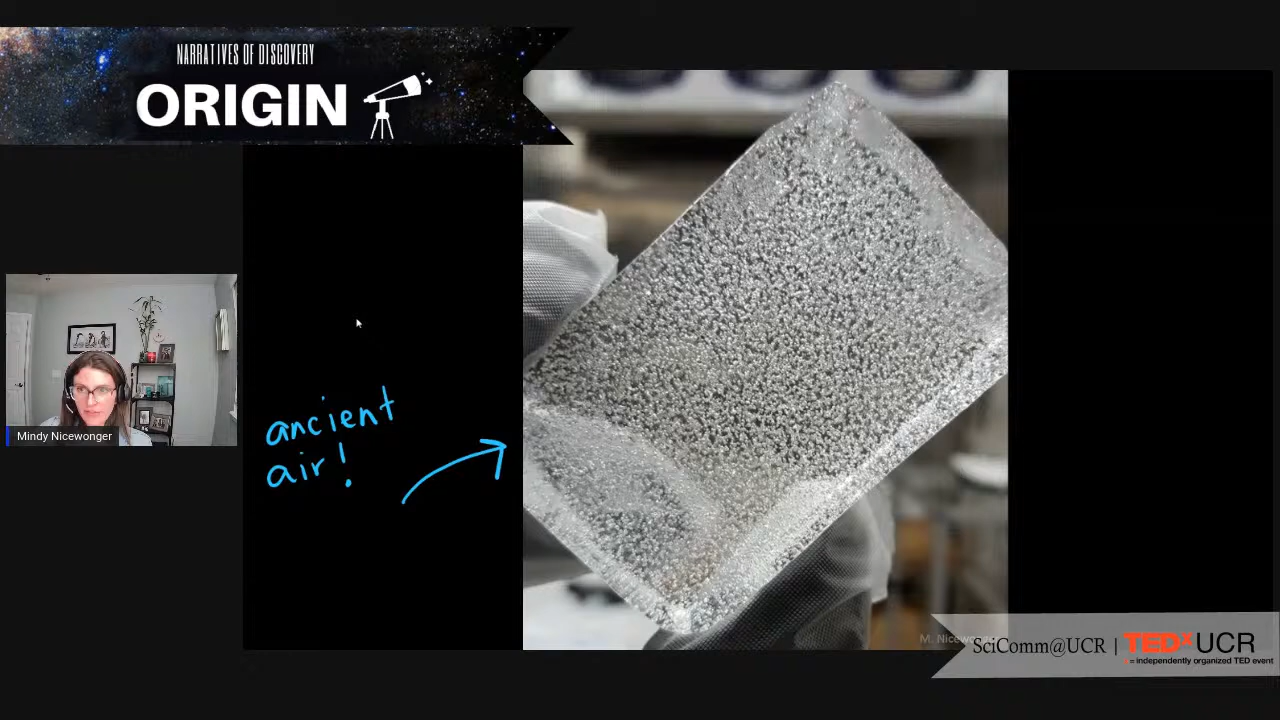 NARRATIVES OF DISCOVERY
ORIGIN
Mindy Nicewonger
ancient
air!
SciComm@UCR | TEDxUCR
x = independently organized TED event